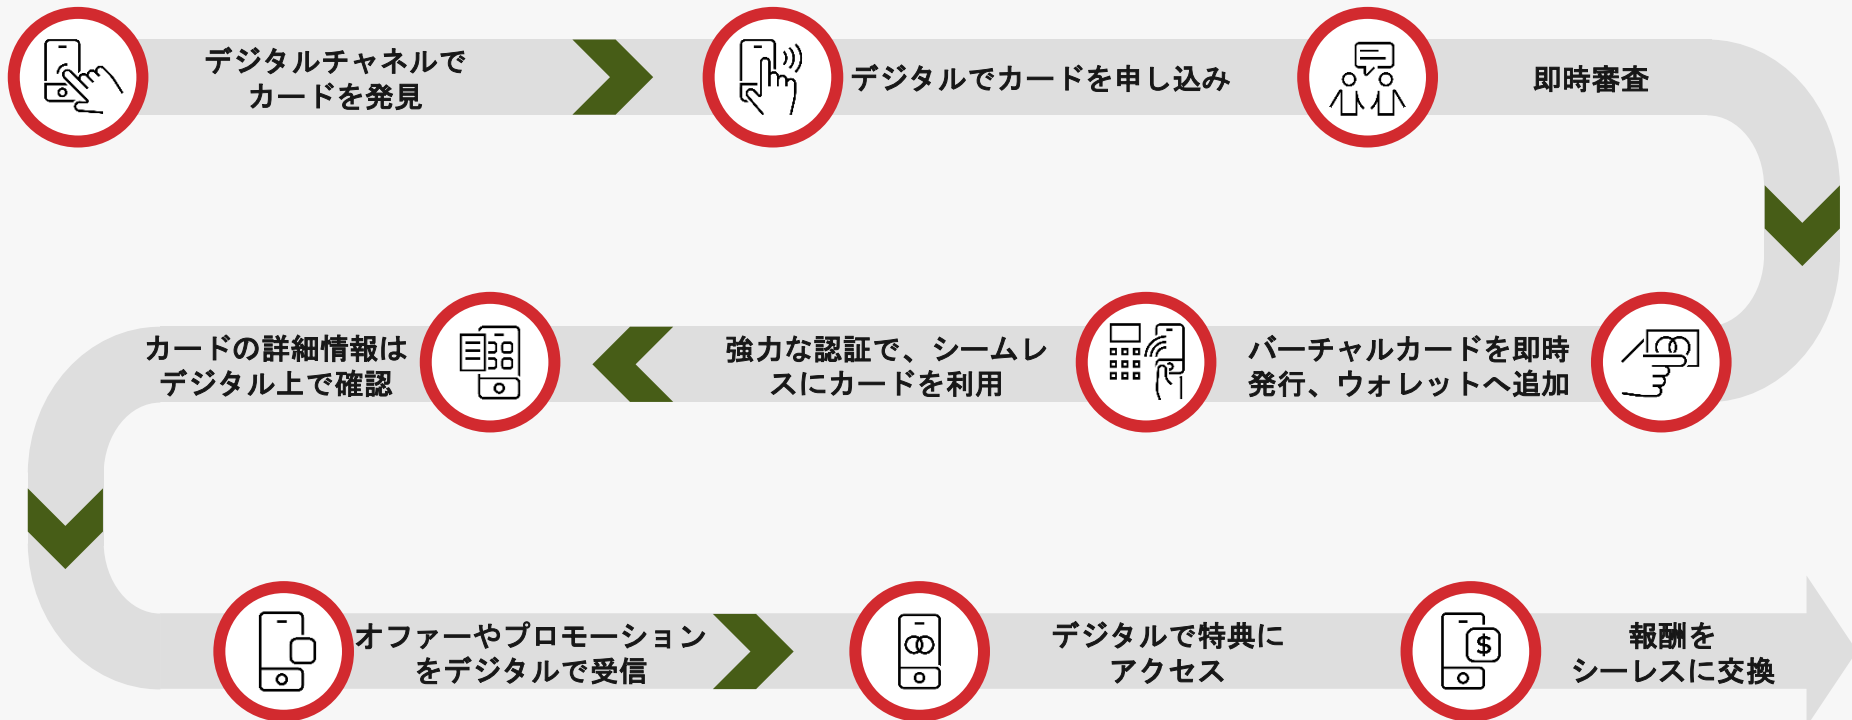 デジタルチャネルで
カードを発見
デジタルでカードを申し込み
即時審査
バーチャルカードを即時
発行、ウォレットへ追加
強力な認証で、シームレ
スにカードを利用
カードの詳細情報は
デジタル上で確認
オファーやプロモーション
をデジタルで受信
デジタルで特典に
アクセス
$
報酬を
シーレスに交換